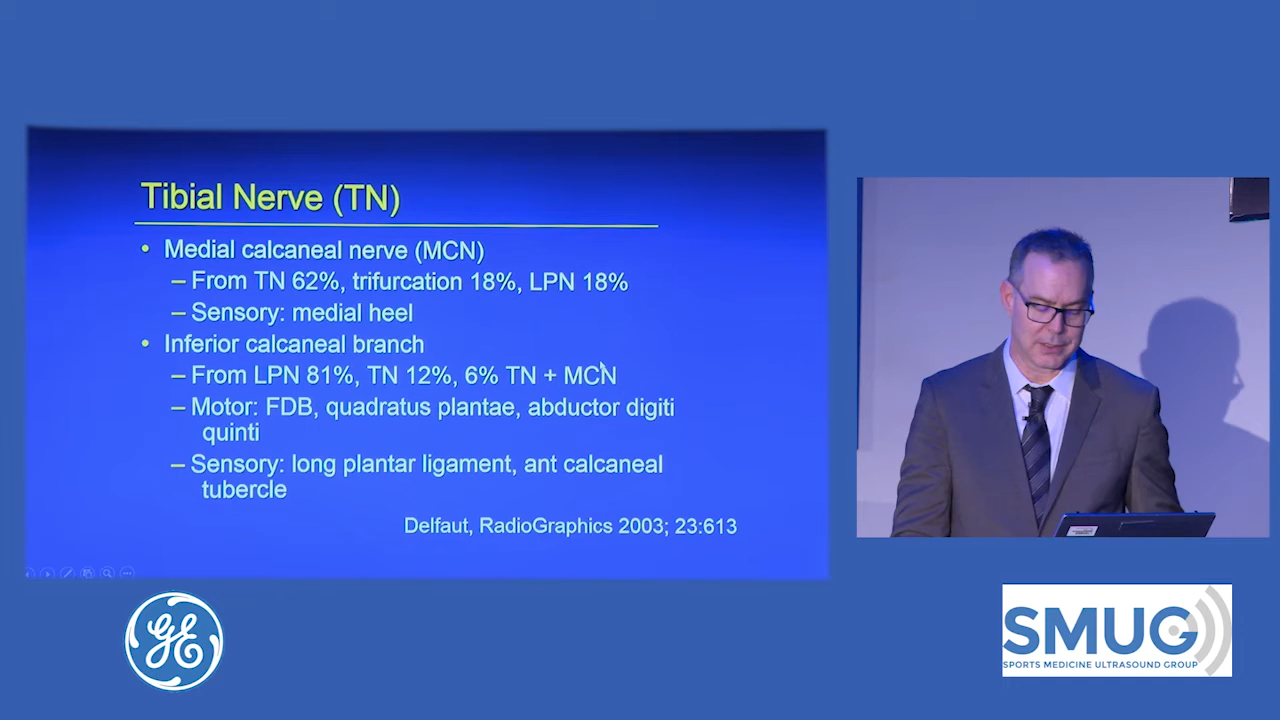 Tibial Nerve (TN)
• Medial calcaneal nerve (MCN)
– From TN 62%, trifurcation 18%, LPN 18%
– Sensory: medial heel
• Inferior calcaneal branch
– From LPN 81%, TN 12%, 6% TN + MCN
– Motor: FDB, quadratus plantae, abductor digiti
quinti
– Sensory: long plantar ligament, ant calcaneal
tubercle
Delfaut, RadioGraphics 2003; 23:613
GE
SMUG
SPORTS MEDICINE ULTRASOUND GROUP